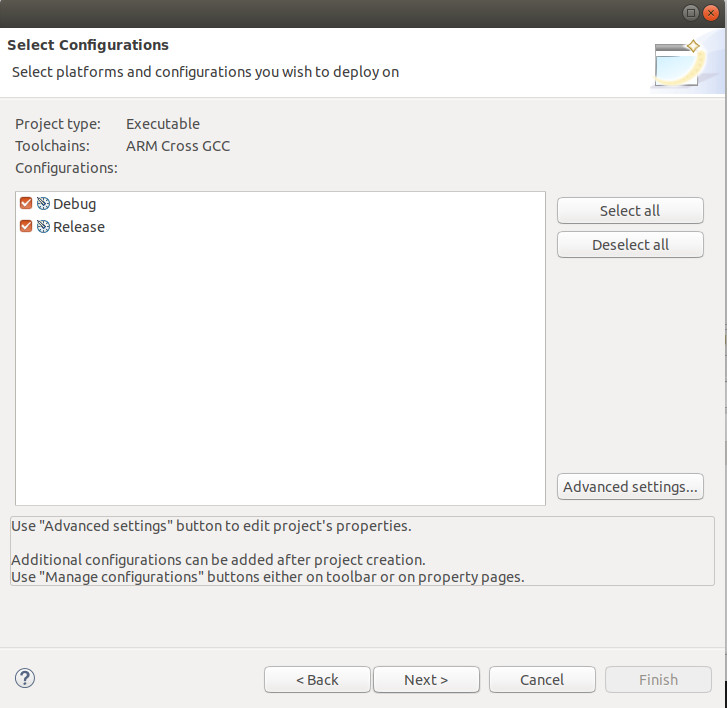 Select Configurations
Select platforms and configurations you wish to deploy on
Project type: Executable
Toolchains: ARM Cross GCC
Configurations:
Debug
Release
Select all
Deselect all
Advanced settings...
Use "Advanced settings" button to edit project's properties.
Additional configurations can be added after project creation.
Use "Manage configurations" buttons either on toolbar or on property pages.
? < Back Next > Cancel Finish